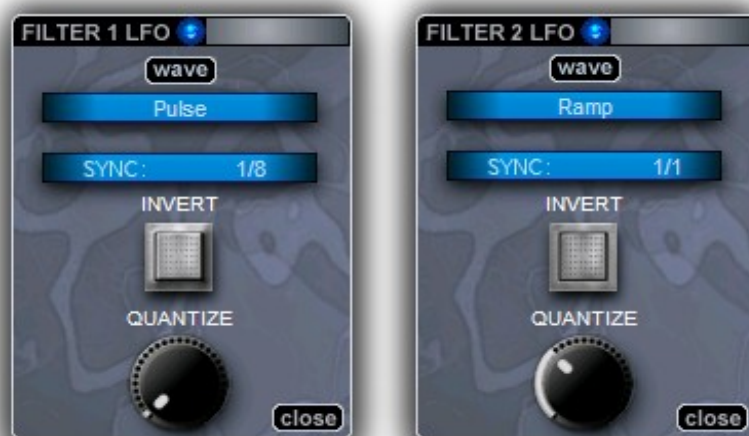 FILTER 1 LFO
wave
Pulse
SYNC: 1/8
INVERT
QUANTIZE
close
FILTER 2 LFO
wave
Ramp
SYNC: 1/1
INVERT
QUANTIZE
close